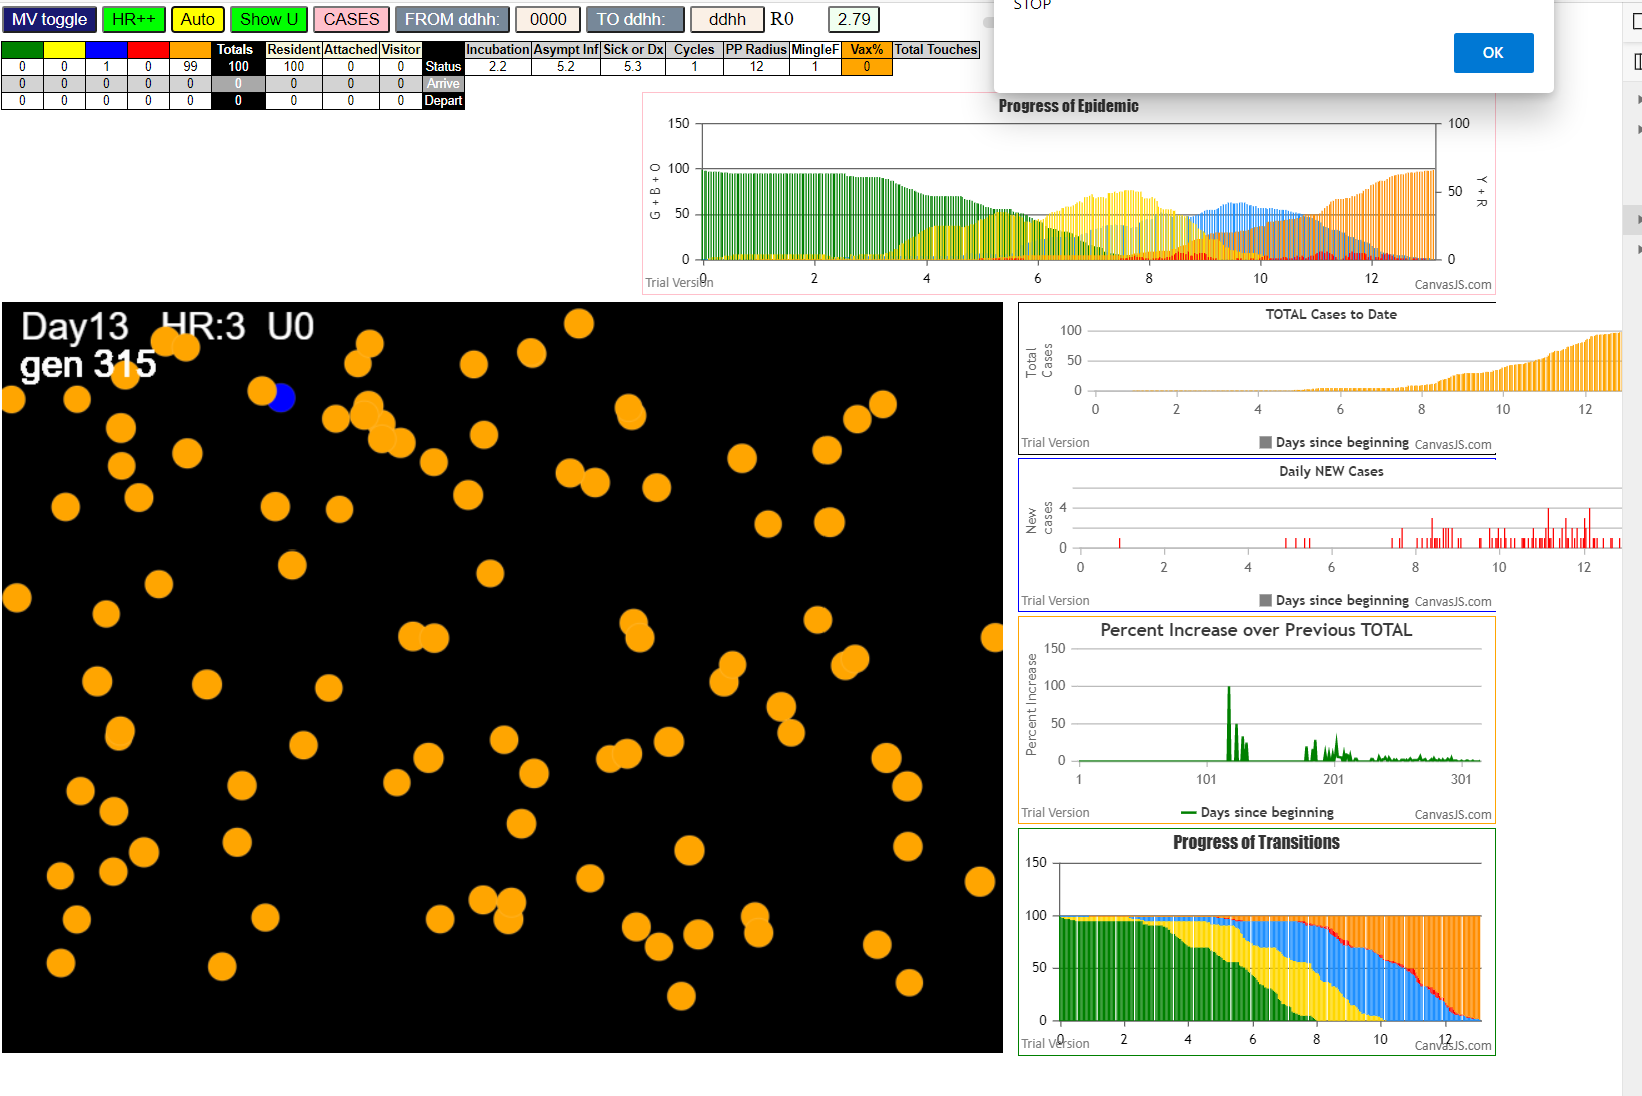 STOP
OK
MV toggle HR++ Auto Show U CASES FROM ddhh: 0000 TO ddhh: ddhh R0 2.79
Totals Resident Attached Visitor Incubation Asympt Inf Sick or Dx Cycles PP Radius MingleF Vax% Total Touches
0 0 1 0 99 100 100 0 0 Status 2.2 5.2 5.3 1 12 1 0
0 0 0 0 0 0 0 0 0 Arrive
0 0 0 0 0 0 0 0 0 Depart
Progress of Epidemic
150 100
100
50
50
0 0
G + B + O
Y + R
0 2 4 6 8 10 12
Trial Version CanvasJS.com
Day13 HR:3 U0
gen 315
TOTAL Cases to Date
Total Cases
100
50
0
0 2 4 6 8 10 12
Days since beginning
Trial Version CanvasJS.com
Daily NEW Cases
New cases
4
0
0 2 4 6 8 10 12
Days since beginning
Trial Version CanvasJS.com
Percent Increase over Previous TOTAL
Percent Increase
150
100
50
0
1 101 201 301
Days since beginning
Trial Version CanvasJS.com
Progress of Transitions
150
100
50
0
0 2 4 6 8 10 12
Trial Version CanvasJS.com